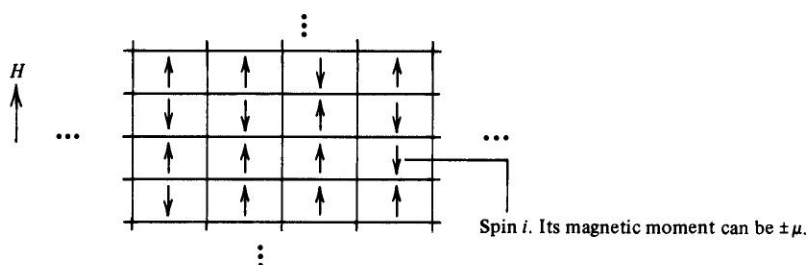 H
Spin i. Its magnetic moment can be ±μ.